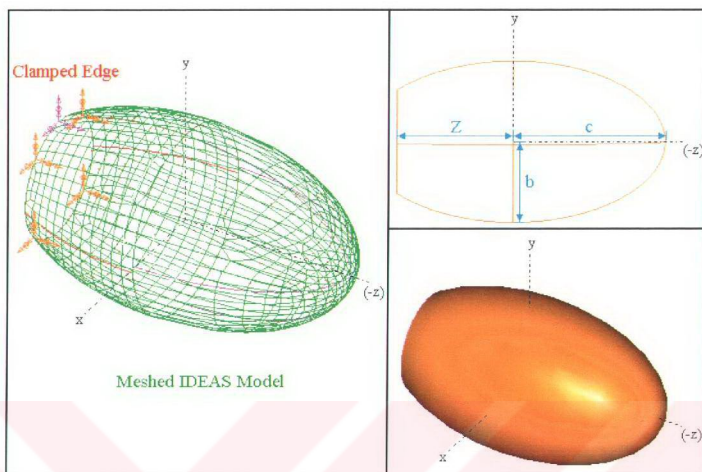 Clamped Edge
y
(-z)
x
Meshed IDEAS Model
y
Z
c
(-z)
b
y
(-z)
x